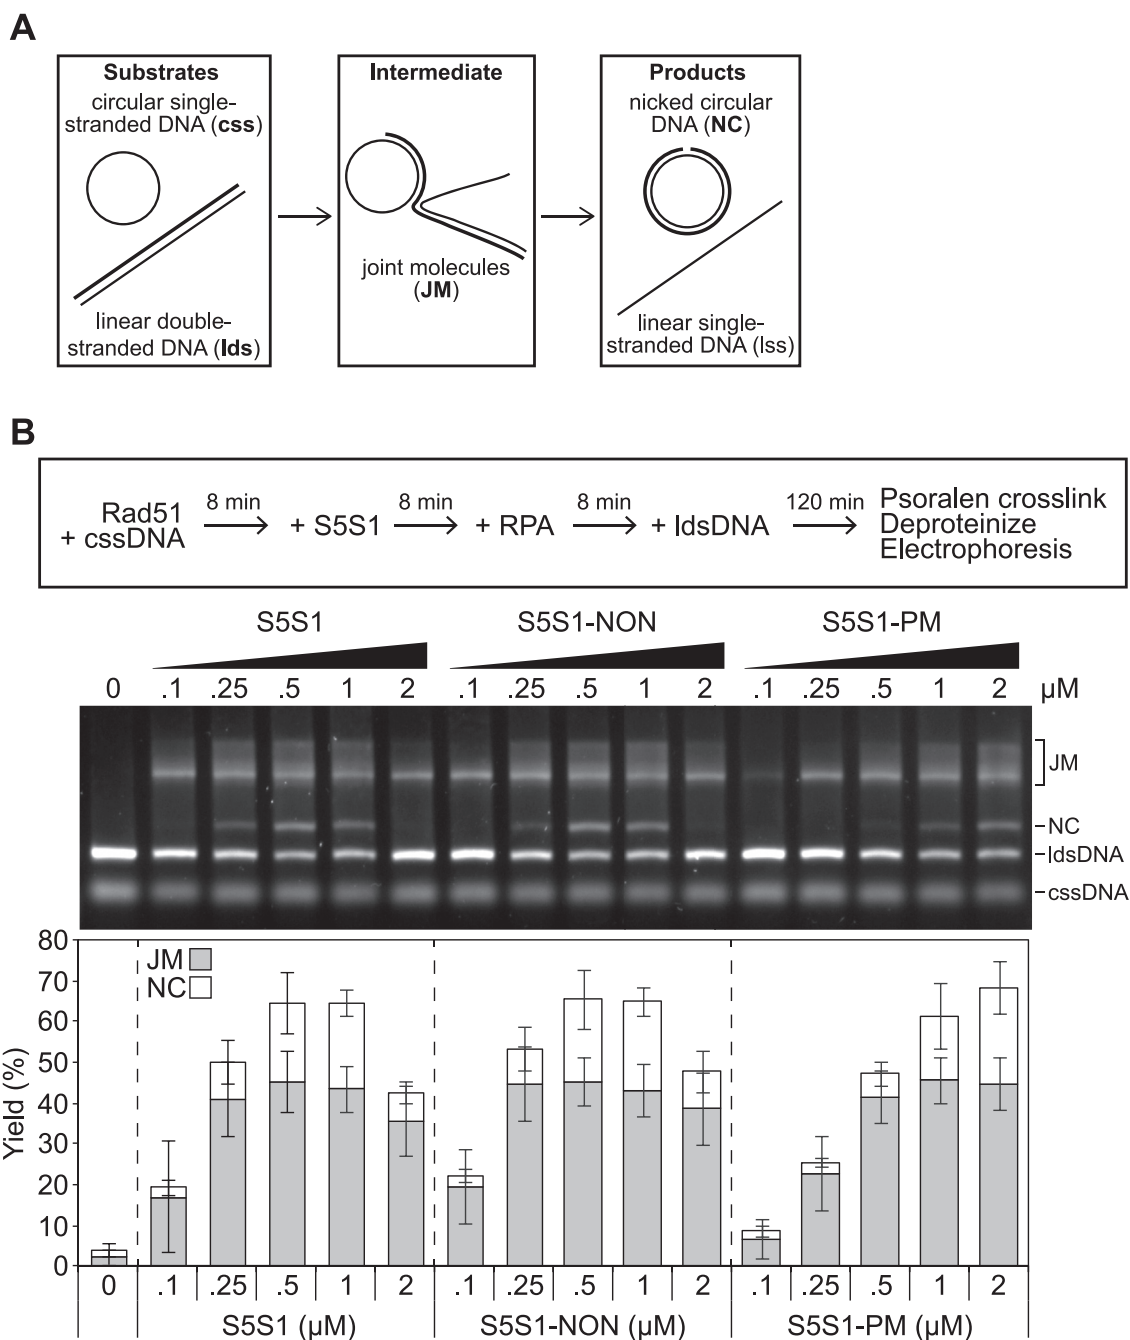 A
Substrates
circular single-
stranded DNA (css)
linear double-
stranded DNA (lds)
Intermediate
joint molecules
(JM)
Products
nicked circular
DNA (NC)
linear single-
stranded DNA (lss)
B
Rad51
+ cssDNA
8 min
+ S5S1
8 min
+ RPA
8 min
+ ldsDNA
120 min
Psoralen crosslink
Deproteinize
Electrophoresis
S5S1 S5S1-NON S5S1-PM
0 .1 .25 .5 1 2 .1 .25 .5 1 2 .1 .25 .5 1 2 µM
JM
NC
ldsDNA
cssDNA
Yield (%)
80
70
60
50
40
30
20
10
0
JM
NC
0 .1 .25 .5 1 2 .1 .25 .5 1 2 .1 .25 .5 1 2
S5S1 (µM) S5S1-NON (µM) S5S1-PM (µM)